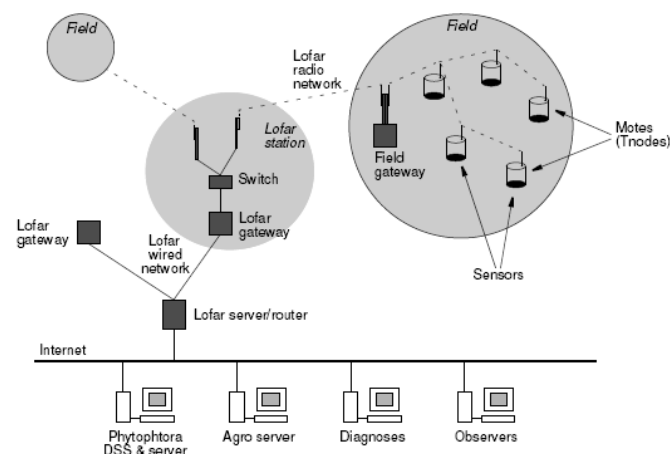 Field
Field
Lofar
radio
network
Lofar
station
Field
gateway
Motes
(Tnodes)
Switch
Lofar
gateway
Lofar
gateway
Lofar
wired
network
Sensors
Lofar server/router
Internet
Phytophtora
DSS & server
Agro server
Diagnoses
Observers